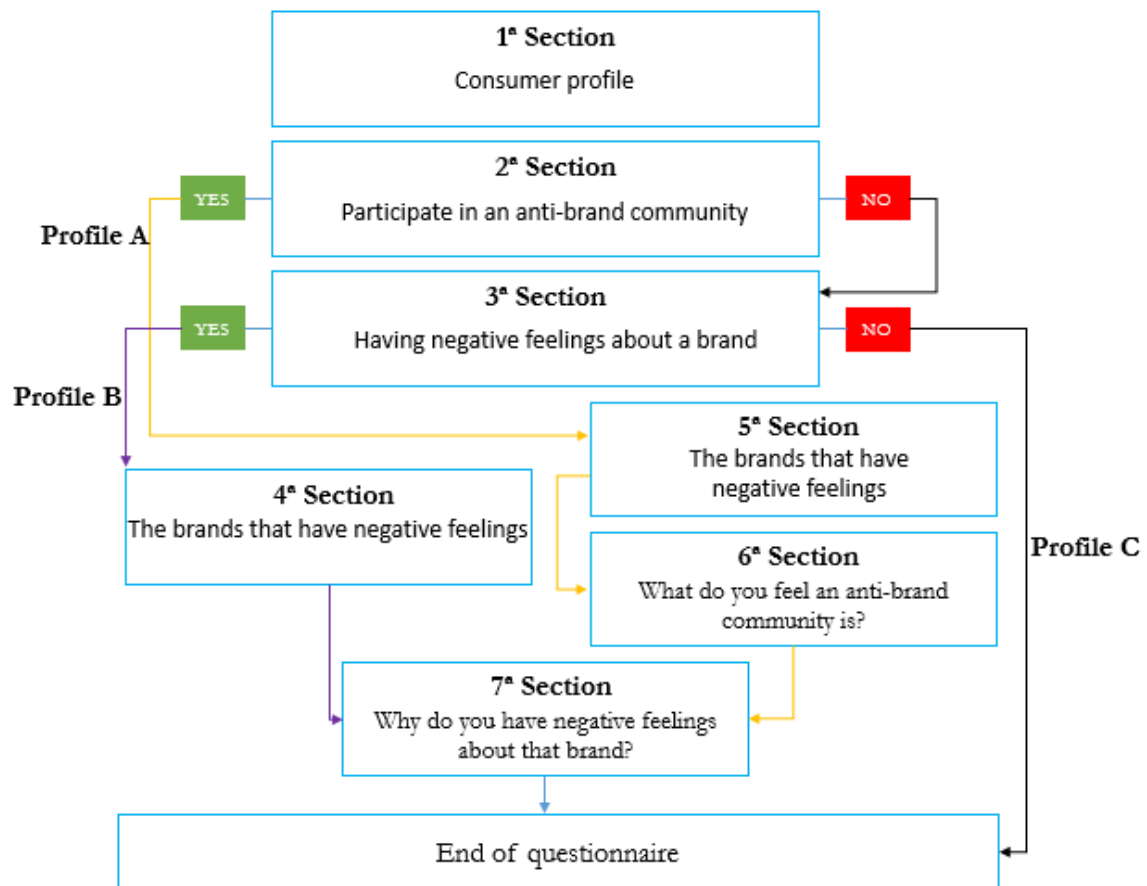 1ª Section
Consumer profile
2ª Section
YES
NO
Participate in an anti-brand community
Profile A
3ª Section
YES
NO
Having negative feelings about a brand
Profile B
5ª Section
The brands that have
negative feelings
4ª Section
The brands that have negative feelings
Profile C
6ª Section
What do you feel an anti-brand
community is?
7ª Section
Why do you have negative feelings
about that brand?
End of questionnaire